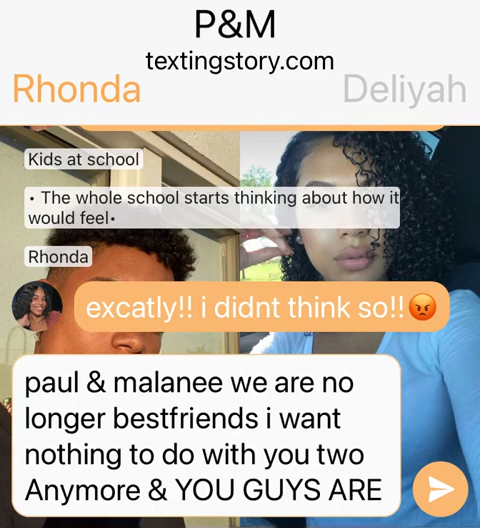 P&M
textingstory.com
Rhonda Deliyah
Kids at school
• The whole school starts thinking about how it
would feel•
Rhonda
excatly!! i didnt think so!!😡
paul & malanee we are no
longer bestfriends i want
nothing to do with you two
Anymore & YOU GUYS ARE